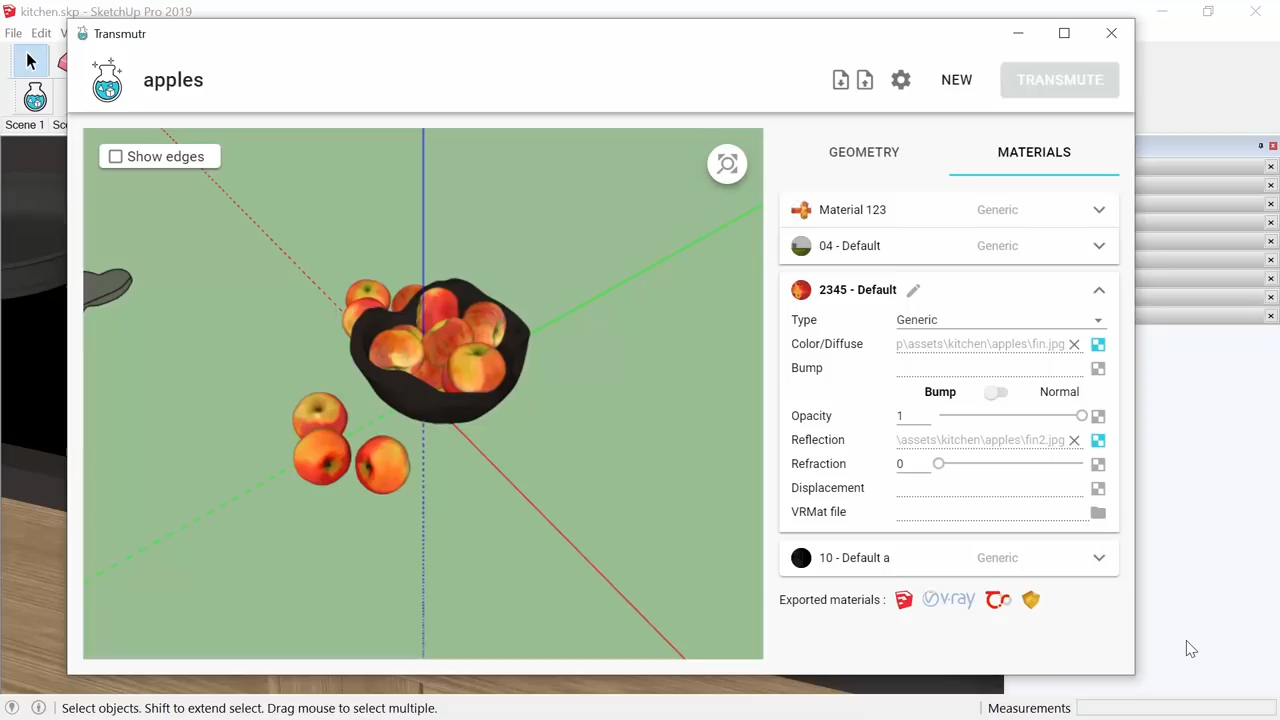 kitchen.skp - SketchUp Pro 2019
File Edit V
Transmutr
apples
NEW
TRANSMUTE
Scene 1 Sc
Show edges
GEOMETRY
MATERIALS
Material 123 Generic
04 - Default Generic
2345 - Default
Type Generic
Color/Diffuse p\assets\kitchen\apples\fin.jpg
Bump
Bump Normal
Opacity 1
Reflection \assets\kitchen\apples\fin2.jpg
Refraction 0
Displacement
VRMat file
10 - Default a Generic
Exported materials : v-ray
Select objects. Shift to extend select. Drag mouse to select multiple.
Measurements